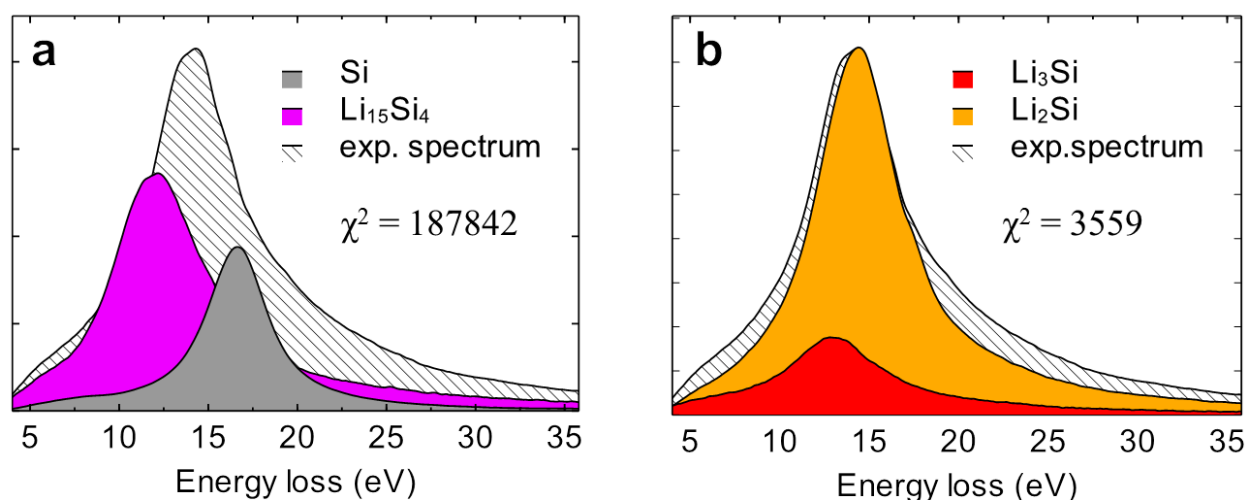 a
Si
Li₁₅Si₄
exp. spectrum
χ² = 187842
5 10 15 20 25 30 35
Energy loss (eV)
b
Li₃Si
Li₂Si
exp.spectrum
χ² = 3559
5 10 15 20 25 30 35
Energy loss (eV)